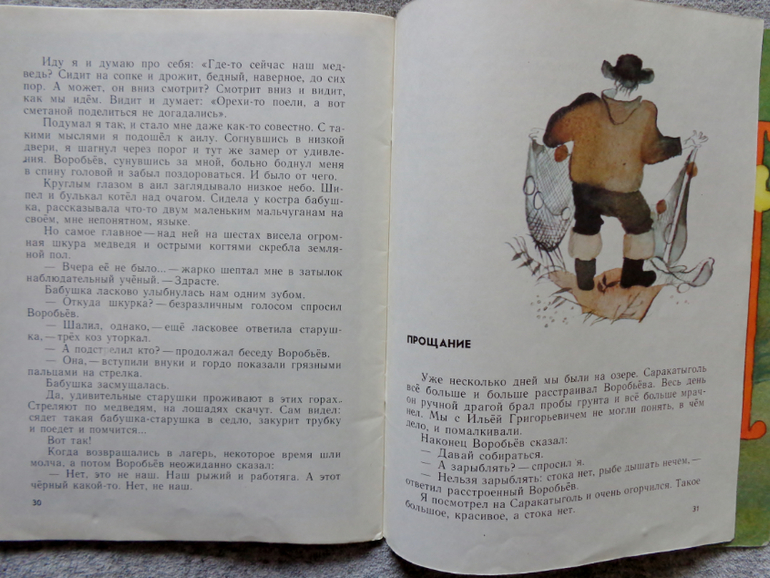 Иду я и думаю про себя: «Где-то сейчас наш мед-
ведь? Сидит на сопке и дрожит, бедный, наверное, до сих
пор. А может, он вниз смотрит? Смотрит вниз и видит,
как мы идём. Видит и думает: «Орехи-то поели, а вот
сметаной поделиться не догадались».
Подумал я так, и стало мне даже как-то совестно. С та-
кими мыслями я подошёл к аилу. Согнувшись в низкой
двери, я шагнул через порог и тут же замер от удивле-
ния. Воробьёв, сунувшись за мной, больно боднул меня
в спину головой и забыл поздороваться. И было от чего.
Круглым глазом в аил заглядывало низкое небо. Ши-
пел и булькал котёл над очагом. Сидела у костра бабуш-
ка, рассказывала что-то двум маленьким мальчуганам на
своём, мне непонятном, языке.
Но самое главное — над ней на шестах висела огром-
ная шкура медведя и острыми когтями скребла земля-
ной пол.
— Вчера её не было... — жарко шептал мне в затылок
наблюдательный учёный. — Здрасте.
Бабушка ласково улыбнулась нам одним зубом.
— Откуда шкурка? — безразличным голосом спросил
Воробьёв.
— Шалил, однако, — ещё ласковее ответила старуш-
ка, — трёх коз уторкал.
— А подстрелил кто? — продолжал беседу Воробьёв.
— Она, — вступили внуки и гордо показали грязными
пальцами на стрелка.
Бабушка засмущалась.
Да, удивительные старушки проживают в этих горах.
Стреляют по медведям, на лошадях скачут. Сам видел:
сядет такая бабушка-старушка в седло, закурит трубку
и поедет и помчится...
Вот так!
Когда возвращались в лагерь, некоторое время шли
молча, а потом Воробьёв неожиданно сказал:
— Нет, это не наш. Наш рыжий и работяга. А этот
чёрный какой-то. Нет, не наш.
30
ПРОЩАНИЕ
Уже несколько дней мы были на озере. Саракатыголь
всё больше и больше расстраивал Воробьёва. Весь день
он ручной драгой брал пробы грунта и всё больше мрач-
нел. Мы с Ильёй Григорьевичем не могли понять, в чём
дело, и помалкивали.
Наконец Воробьёв сказал:
— Давай собираться.
— А зарыблять? — спросил я.
— Нельзя зарыблять: стока нет, рыбе дышать нечем, —
ответил расстроенный Воробьёв.
Я посмотрел на Саракатыголь и очень огорчился. Такое
большое, красивое, а стока нет.
31